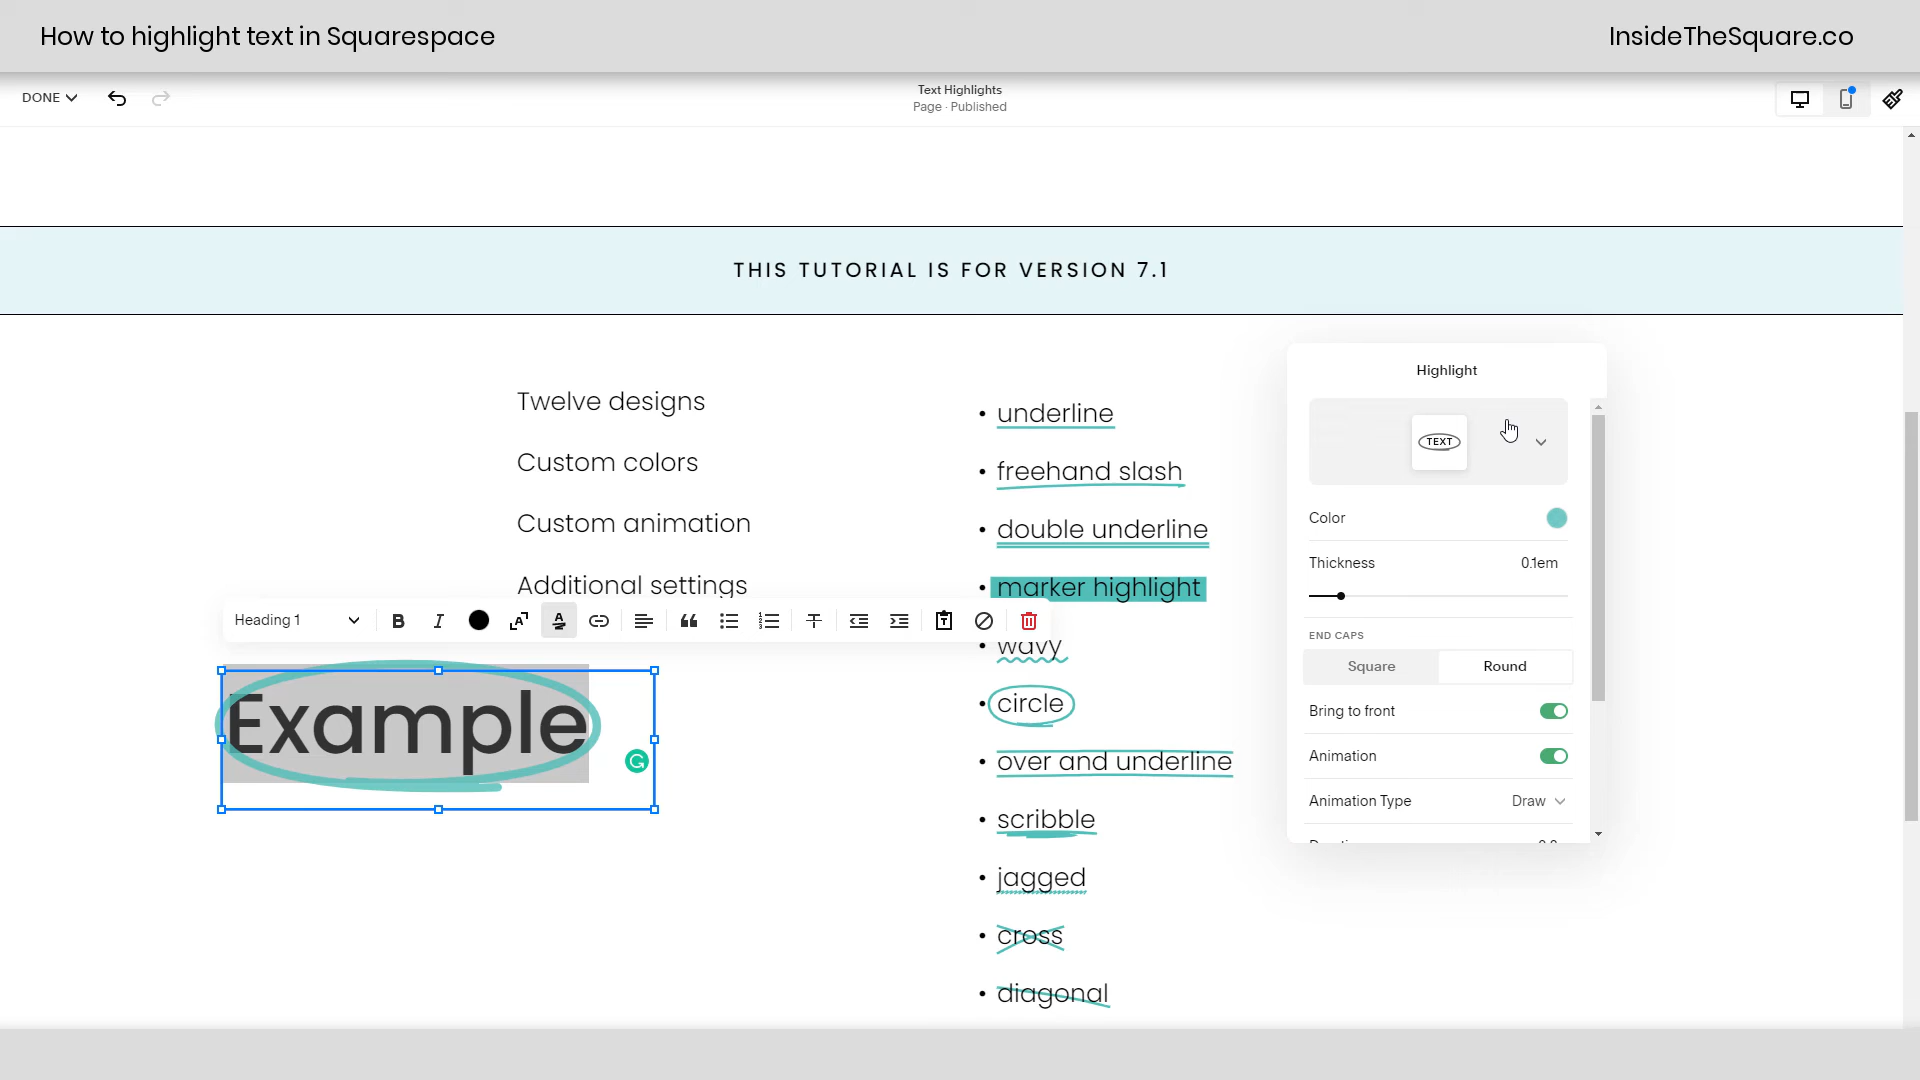 How to highlight text in Squarespace
InsideTheSquare.co
DONE
Text Highlights
Page · Published
THIS TUTORIAL IS FOR VERSION 7.1
Twelve designs
Custom colors
Custom animation
Additional settings
• underline
• freehand slash
• double underline
• marker highlight
• wavy
• circle
• over and underline
• scribble
• jagged
• cross
• diagonal
Heading 1
Example
Highlight
TEXT
Color
Thickness 0.1em
END CAPS
Square Round
Bring to front
Animation
Animation Type Draw